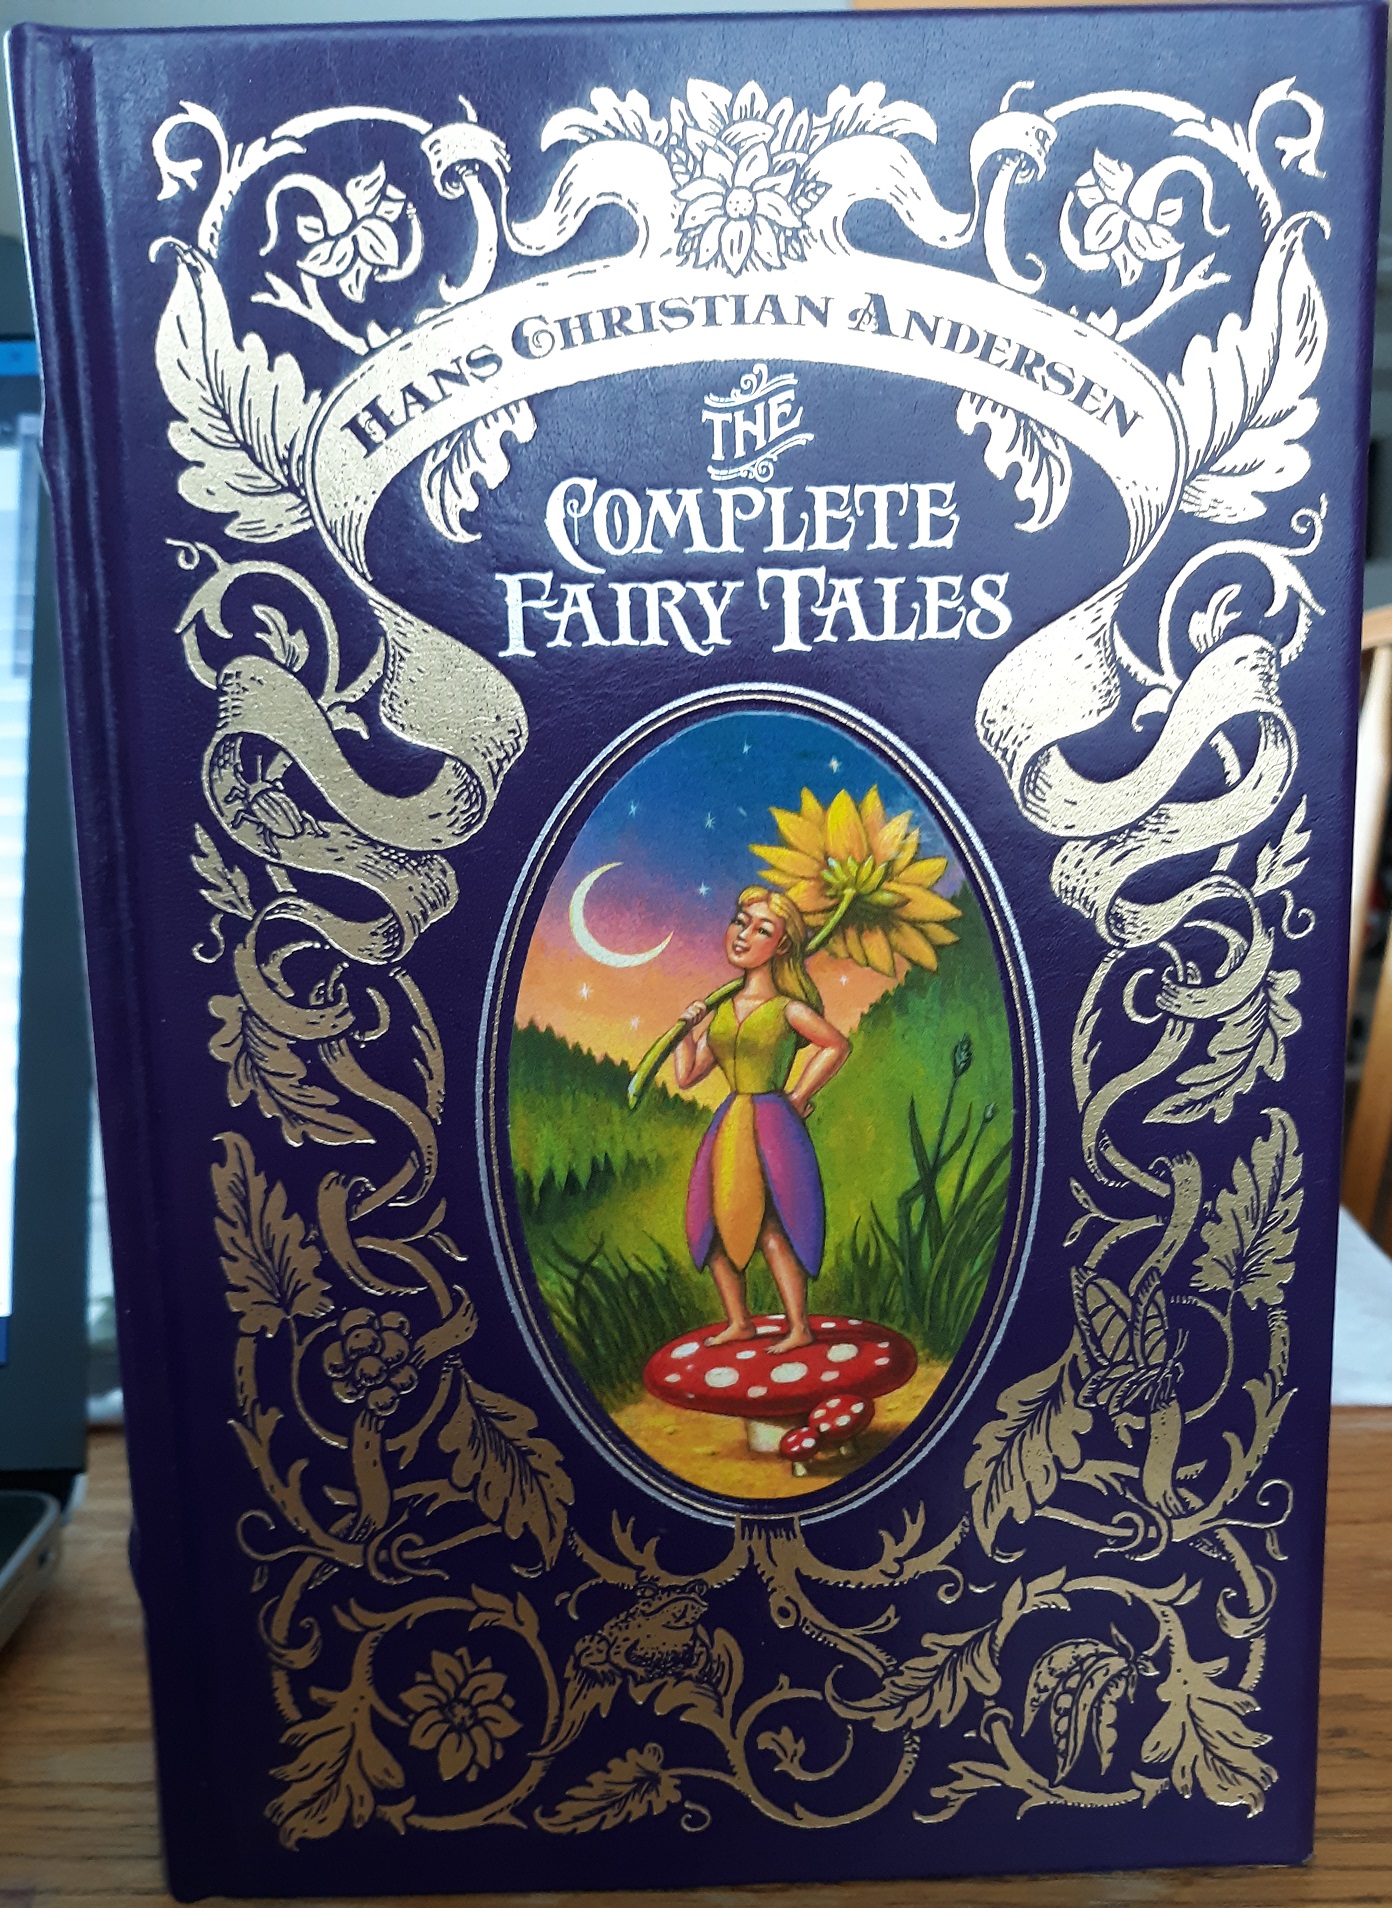 HANS CHRISTIAN ANDERSEN
THE
COMPLETE
FAIRY TALES